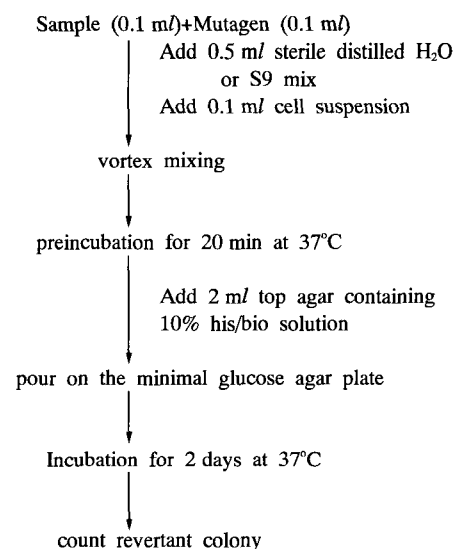 Sample (0.1 ml)+Mutagen (0.1 ml)
Add 0.5 ml sterile distilled H₂O
or S9 mix
Add 0.1 ml cell suspension
vortex mixing
preincubation for 20 min at 37°C
Add 2 ml top agar containing
10% his/bio solution
pour on the minimal glucose agar plate
Incubation for 2 days at 37°C
count revertant colony